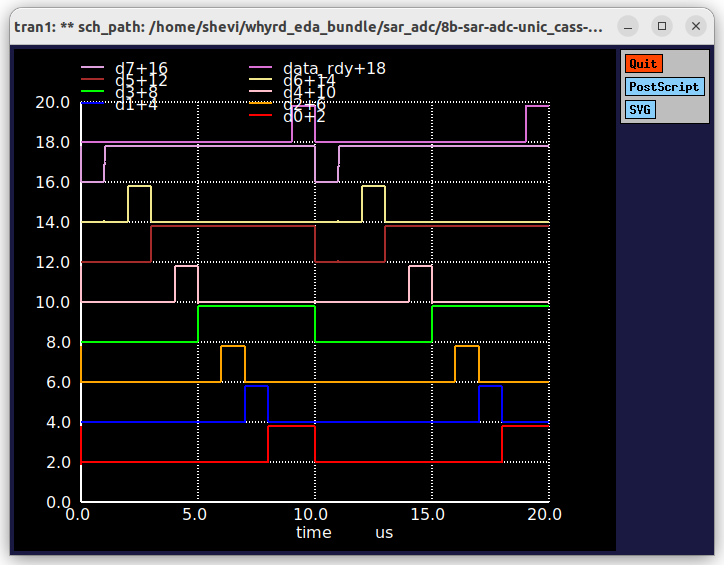 tran1: ** sch_path: /home/shevi/whyrd_eda_bundle/sar_adc/8b-sar-adc-unic_cass-...
Quit
PostScript
SVG
d7+16 data_rdy+18
d5+12 d6+14
d3+8 d4+10
d1+4 d2+6
d0+2
20.0
18.0
16.0
14.0
12.0
10.0
8.0
6.0
4.0
2.0
0.0
0.0 5.0 10.0 15.0 20.0
time us